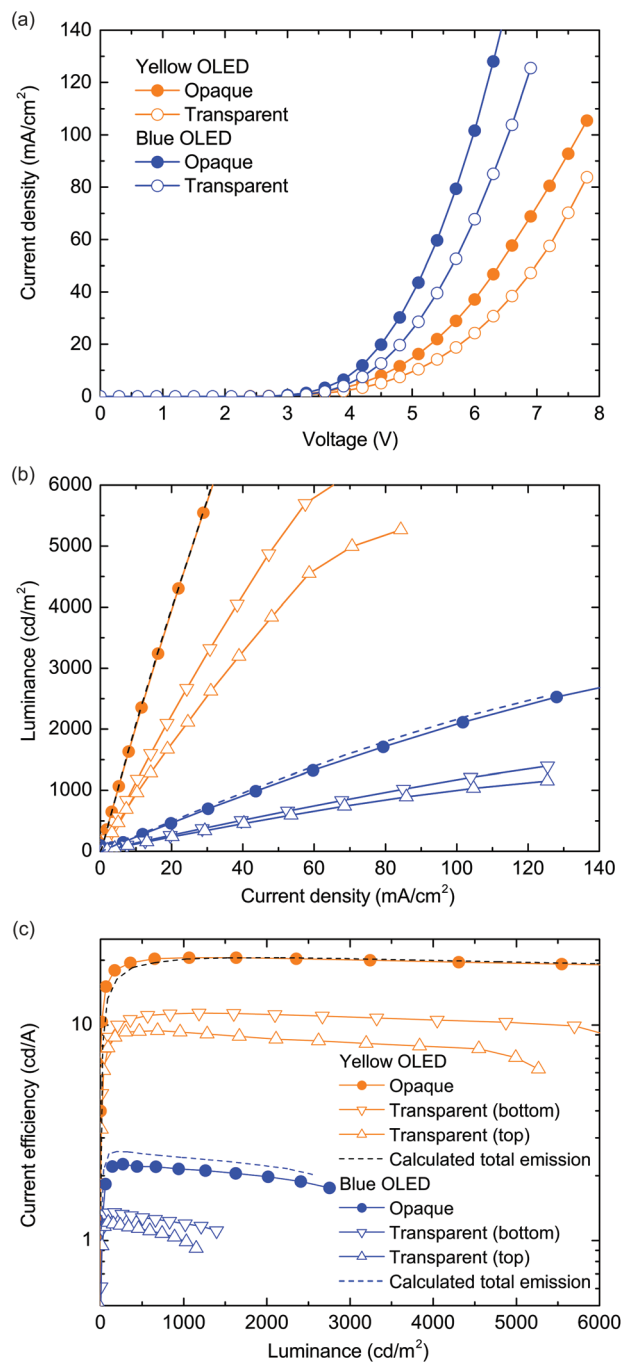 (a)
140
120
100
80
60
40
20
0
Current density (mA/cm²)
Yellow OLED
Opaque
Transparent
Blue OLED
Opaque
Transparent
0 1 2 3 4 5 6 7 8
Voltage (V)
(b)
6000
5000
4000
3000
2000
1000
0
Luminance (cd/m²)
0 20 40 60 80 100 120 140
Current density (mA/cm²)
(c)
10
1
Current efficiency (cd/A)
Yellow OLED
Opaque
Transparent (bottom)
Transparent (top)
Calculated total emission
Blue OLED
Opaque
Transparent (bottom)
Transparent (top)
Calculated total emission
0 1000 2000 3000 4000 5000 6000
Luminance (cd/m²)